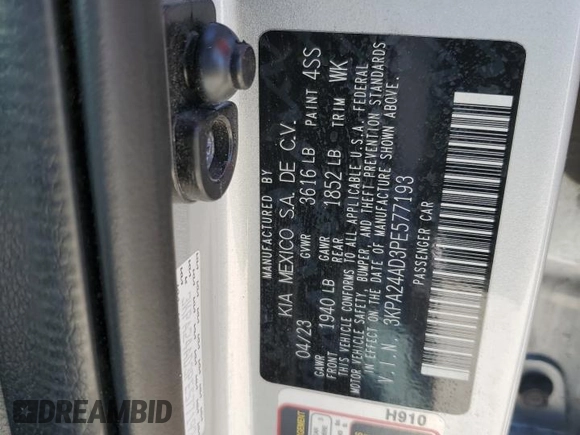 MANUFACTURED BY
KIA MEXICO S.A. DE C.V.
04/23 GVWR 3616 LB PAINT 4SS
GAWR FRONT 1940 LB GAWR REAR 1852 LB TRIM WK
THIS VEHICLE CONFORMS TO ALL APPLICABLE U.S.A. FEDERAL
MOTOR VEHICLE SAFETY, BUMPER, AND THEFT-PREVENTION STANDARDS
IN EFFECT ON THE DATE OF MANUFACTURE SHOWN ABOVE.
V.I.N. 3KPA24AD3PE577193
PASSENGER CAR
H910
DREAMBID